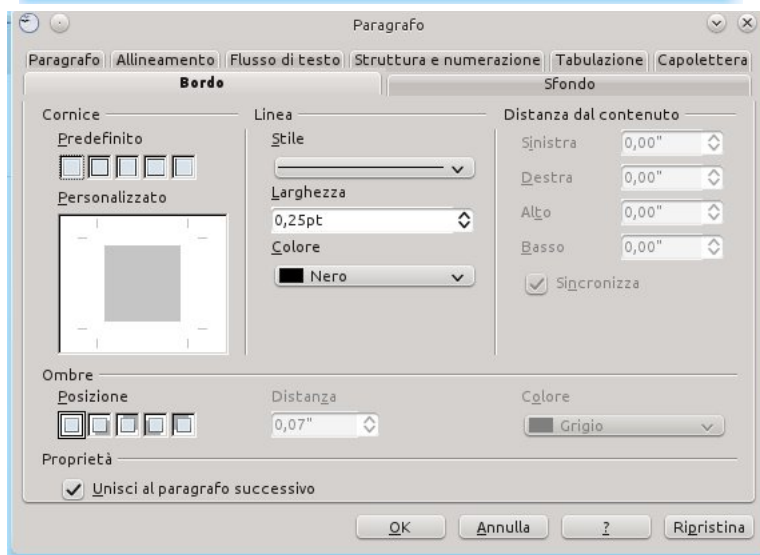 Paragrafo
Paragrafo Allineamento Flusso di testo Struttura e numerazione Tabulazione Capolettera
Bordo Sfondo
Cornice Linea Distanza dal contenuto
Predefinito Stile
Sinistra 0,00"
Destra 0,00"
Personalizzato Larghezza
0,25pt
Alto 0,00"
Colore
Basso 0,00"
Nero
Sincronizza
Ombre
Posizione Distanza Colore
0,07" Grigio
Proprietà
Unisci al paragrafo successivo
OK Annulla ? Ripristina